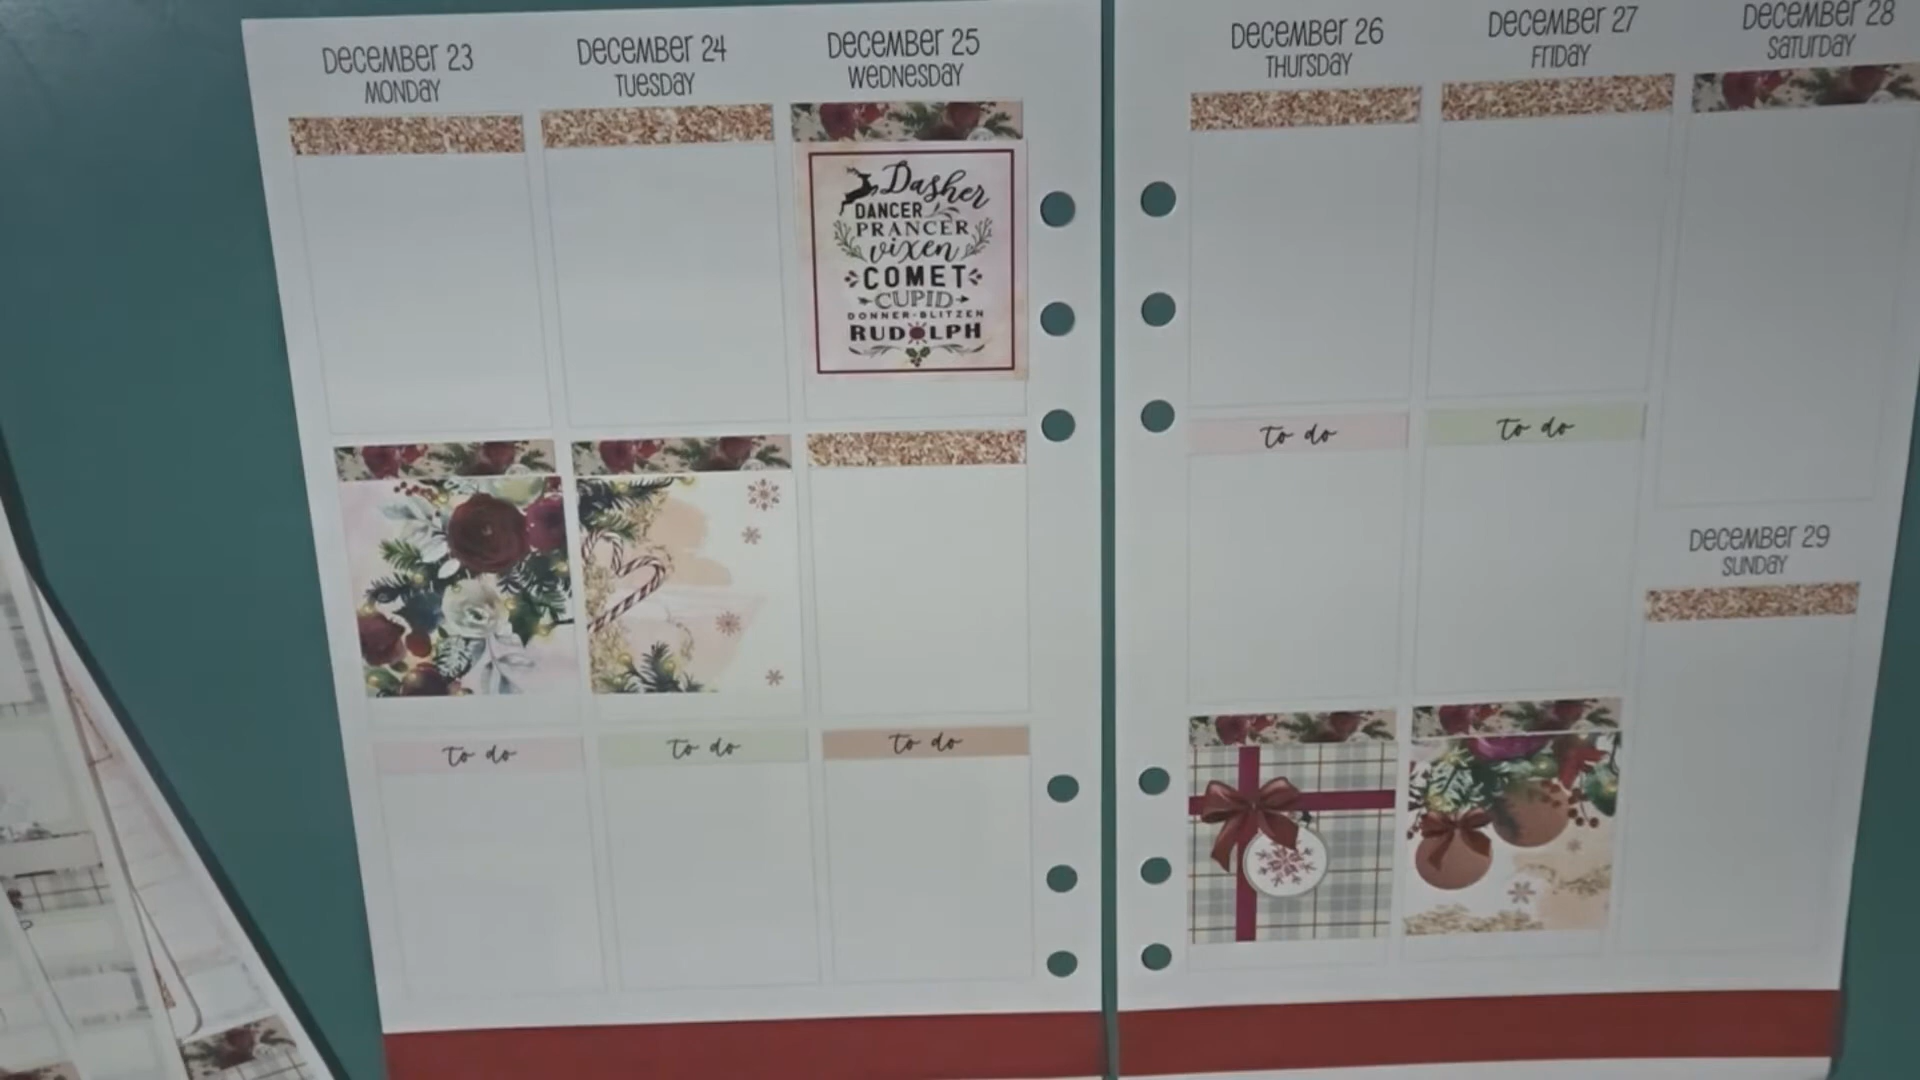 December 23
Monday
December 24
Tuesday
December 25
Wednesday
Dasher
DANCER
PRANCER
vixen
COMET
CUPID
DONNER-BLITZEN
RUDOLPH
to do
to do
to do
December 26
Thursday
December 27
Friday
December 28
Saturday
to do
to do
December 29
Sunday